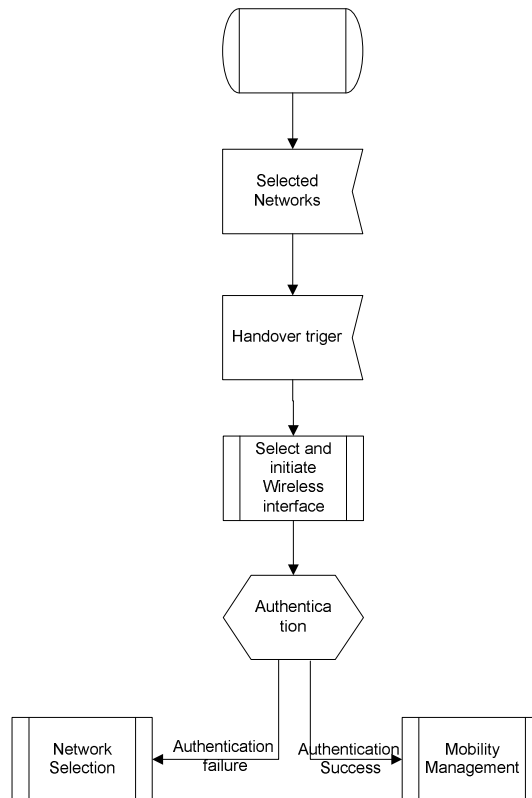 Selected
Networks
Handover triger
Select and
initiate
Wireless
interface
Authentica
tion
Authentication
failure
Authentication
Success
Network
Selection
Mobility
Management